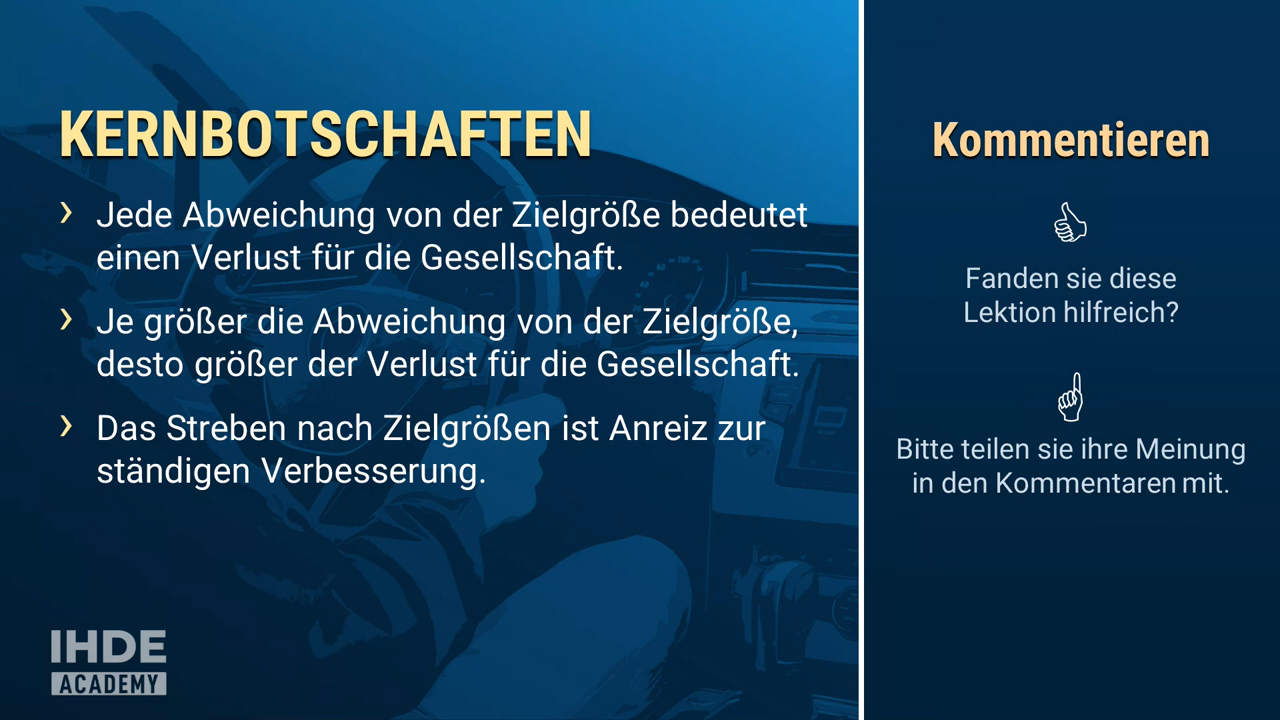 KERNBOTSCHAFTEN
› Jede Abweichung von der Zielgröße bedeutet
einen Verlust für die Gesellschaft.
› Je größer die Abweichung von der Zielgröße,
desto größer der Verlust für die Gesellschaft.
› Das Streben nach Zielgrößen ist Anreiz zur
ständigen Verbesserung.
IHDE
ACADEMY
Kommentieren
Fanden sie diese
Lektion hilfreich?
Bitte teilen sie ihre Meinung
in den Kommentaren mit.